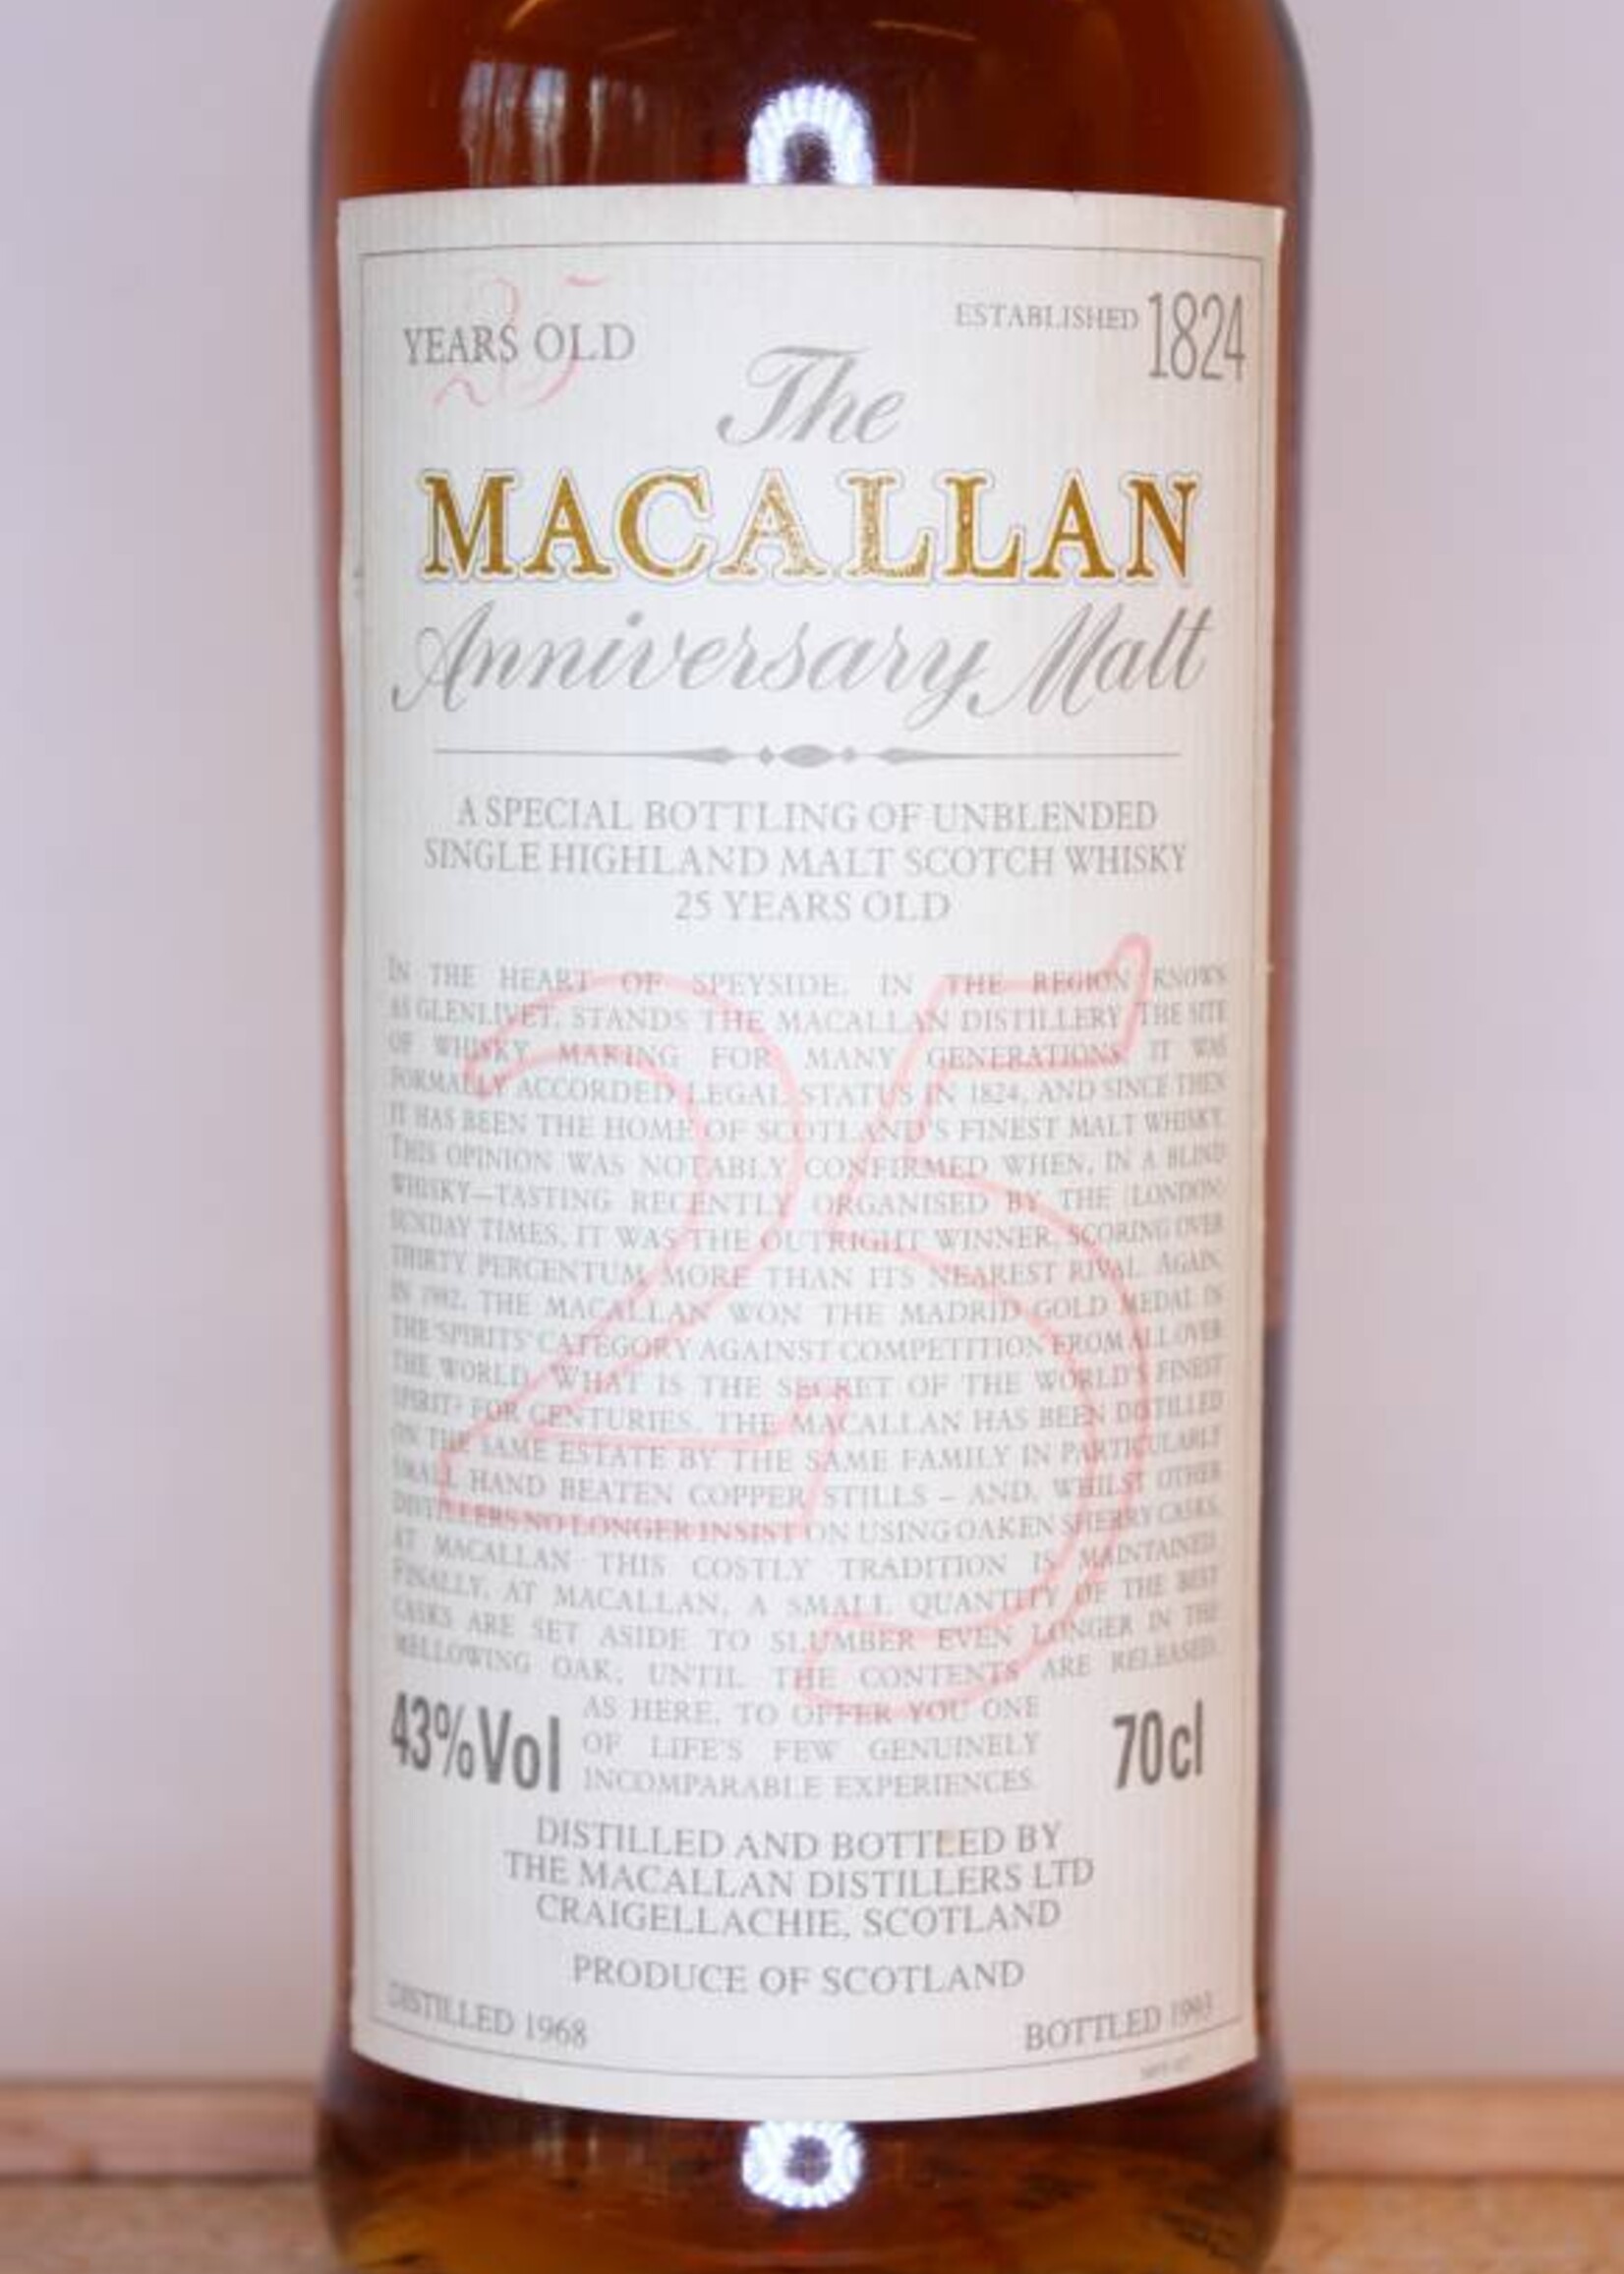 25
YEARS OLD
ESTABLISHED 1824
The
MACALLAN
Anniversary Malt
A SPECIAL BOTTLING OF UNBLENDED
SINGLE HIGHLAND MALT SCOTCH WHISKY
25 YEARS OLD
25
IN THE HEART OF SPEYSIDE, IN THE REGION KNOWN
AS GLENLIVET, STANDS THE MACALLAN DISTILLERY THE SITE
OF WHISKY MAKING FOR MANY GENERATIONS. IT WAS
FORMALLY ACCORDED LEGAL STATUS IN 1824, AND SINCE THEN
IT HAS BEEN THE HOME OF SCOTLAND'S FINEST MALT WHISKY.
THIS OPINION WAS NOTABLY CONFIRMED WHEN, IN A BLIND
WHISKY–TASTING RECENTLY ORGANISED BY THE (LONDON)
SUNDAY TIMES, IT WAS THE OUTRIGHT WINNER, SCORING OVER
THIRTY PERCENTUM MORE THAN ITS NEAREST RIVAL. AGAIN,
IN 1982, THE MACALLAN WON THE MADRID GOLD MEDAL IN
THE 'SPIRITS' CATEGORY AGAINST COMPETITION FROM ALL OVER
THE WORLD. WHAT IS THE SECRET OF THE WORLD'S FINEST
SPIRIT? FOR CENTURIES, THE MACALLAN HAS BEEN DISTILLED
ON THE SAME ESTATE BY THE SAME FAMILY IN PARTICULARLY
SMALL HAND BEATEN COPPER STILLS – AND, WHILST OTHER
DISTILLERS NO LONGER INSIST ON USING OAKEN SHERRY CASKS,
AT MACALLAN THIS COSTLY TRADITION IS MAINTAINED.
FINALLY, AT MACALLAN, A SMALL QUANTITY OF THE BEST
CASKS ARE SET ASIDE TO SLUMBER EVEN LONGER IN THE
MELLOWING OAK, UNTIL THE CONTENTS ARE RELEASED,
AS HERE, TO OFFER YOU ONE
OF LIFE'S FEW GENUINELY
INCOMPARABLE EXPERIENCES.
43%Vol
70cl
DISTILLED AND BOTTLED BY
THE MACALLAN DISTILLERS LTD
CRAIGELLACHIE, SCOTLAND
PRODUCE OF SCOTLAND
DISTILLED 1968
BOTTLED 1993